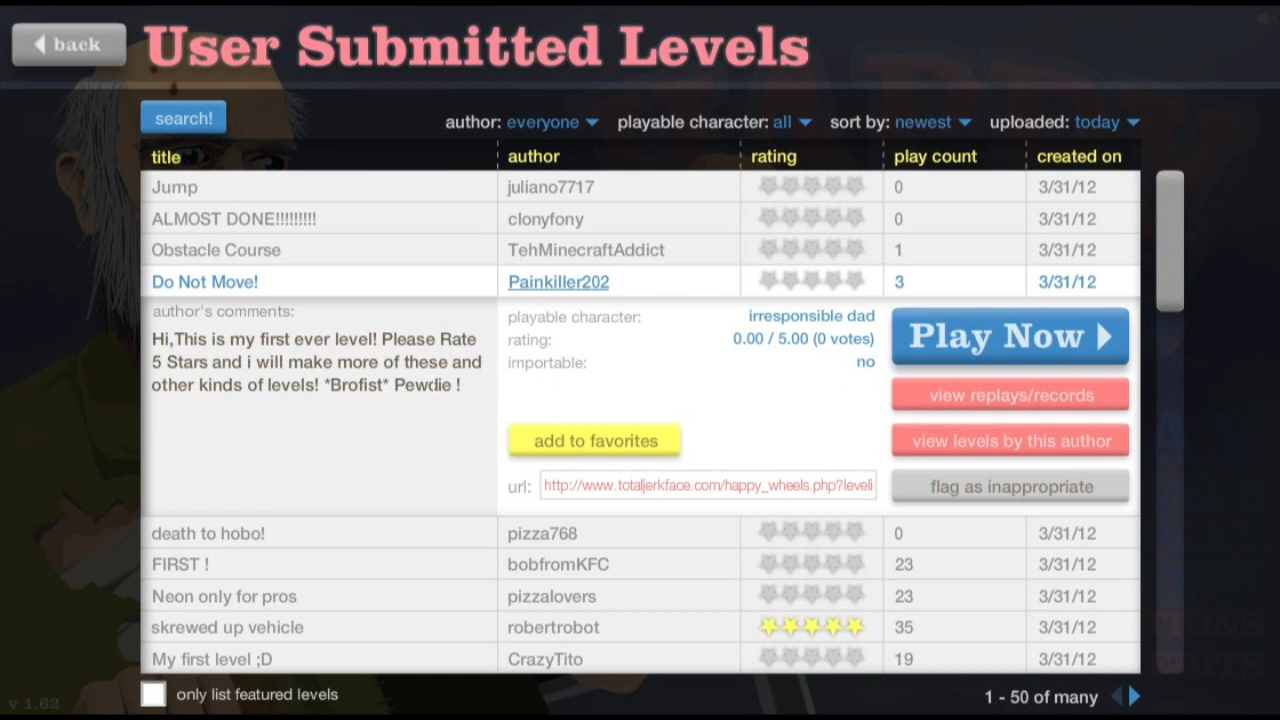 back
User Submitted Levels
search!
author: everyone playable character: all sort by: newest uploaded: today
title author rating play count created on
Jump juliano7717 0 3/31/12
ALMOST DONE!!!!!!!!! clonyfony 0 3/31/12
Obstacle Course TehMinecraftAddict 1 3/31/12
Do Not Move! Painkiller202 3 3/31/12
author's comments:
Hi,This is my first ever level! Please Rate
5 Stars and i will make more of these and
other kinds of levels! *Brofist* Pewdie !
playable character: irresponsible dad
rating: 0.00 / 5.00 (0 votes)
importable: no
add to favorites
url: http://www.totaljerkface.com/happy_wheels.php?leveli
Play Now
view replays/records
view levels by this author
flag as inappropriate
death to hobo! pizza768 0 3/31/12
FIRST ! bobfromKFC 23 3/31/12
Neon only for pros pizzalovers 23 3/31/12
skrewed up vehicle robertrobot 35 3/31/12
My first level ;D CrazyTito 19 3/31/12
only list featured levels
1 - 50 of many
v 1.62